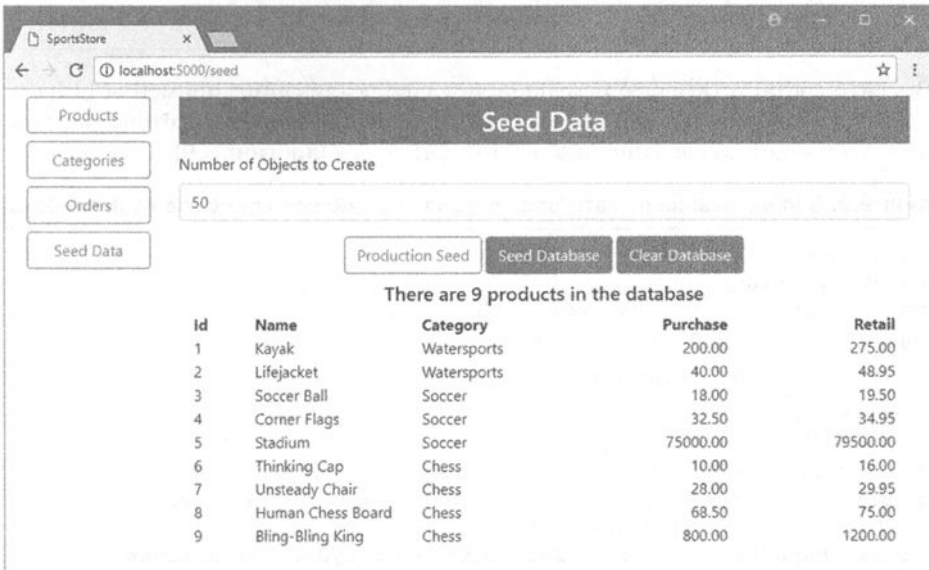 SportsStore
localhost:5000/seed
Products
Categories
Orders
Seed Data
Seed Data
Number of Objects to Create
50
Production Seed Seed Database Clear Database
There are 9 products in the database
Id Name Category Purchase Retail
1 Kayak Watersports 200.00 275.00
2 Lifejacket Watersports 40.00 48.95
3 Soccer Ball Soccer 18.00 19.50
4 Corner Flags Soccer 32.50 34.95
5 Stadium Soccer 75000.00 79500.00
6 Thinking Cap Chess 10.00 16.00
7 Unsteady Chair Chess 28.00 29.95
8 Human Chess Board Chess 68.50 75.00
9 Bling-Bling King Chess 800.00 1200.00